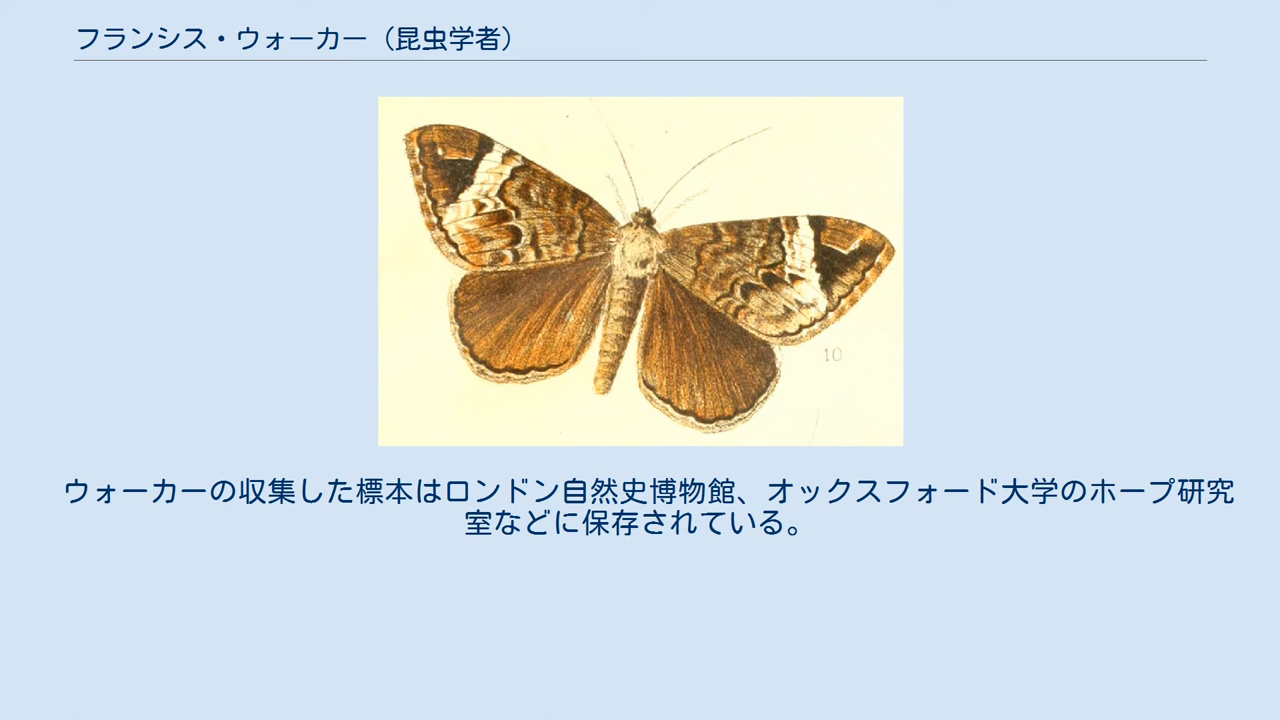 フランシス・ウォーカー（昆虫学者）
10
ウォーカーの収集した標本はロンドン自然史博物館、オックスフォード大学のホープ研究
室などに保存されている。